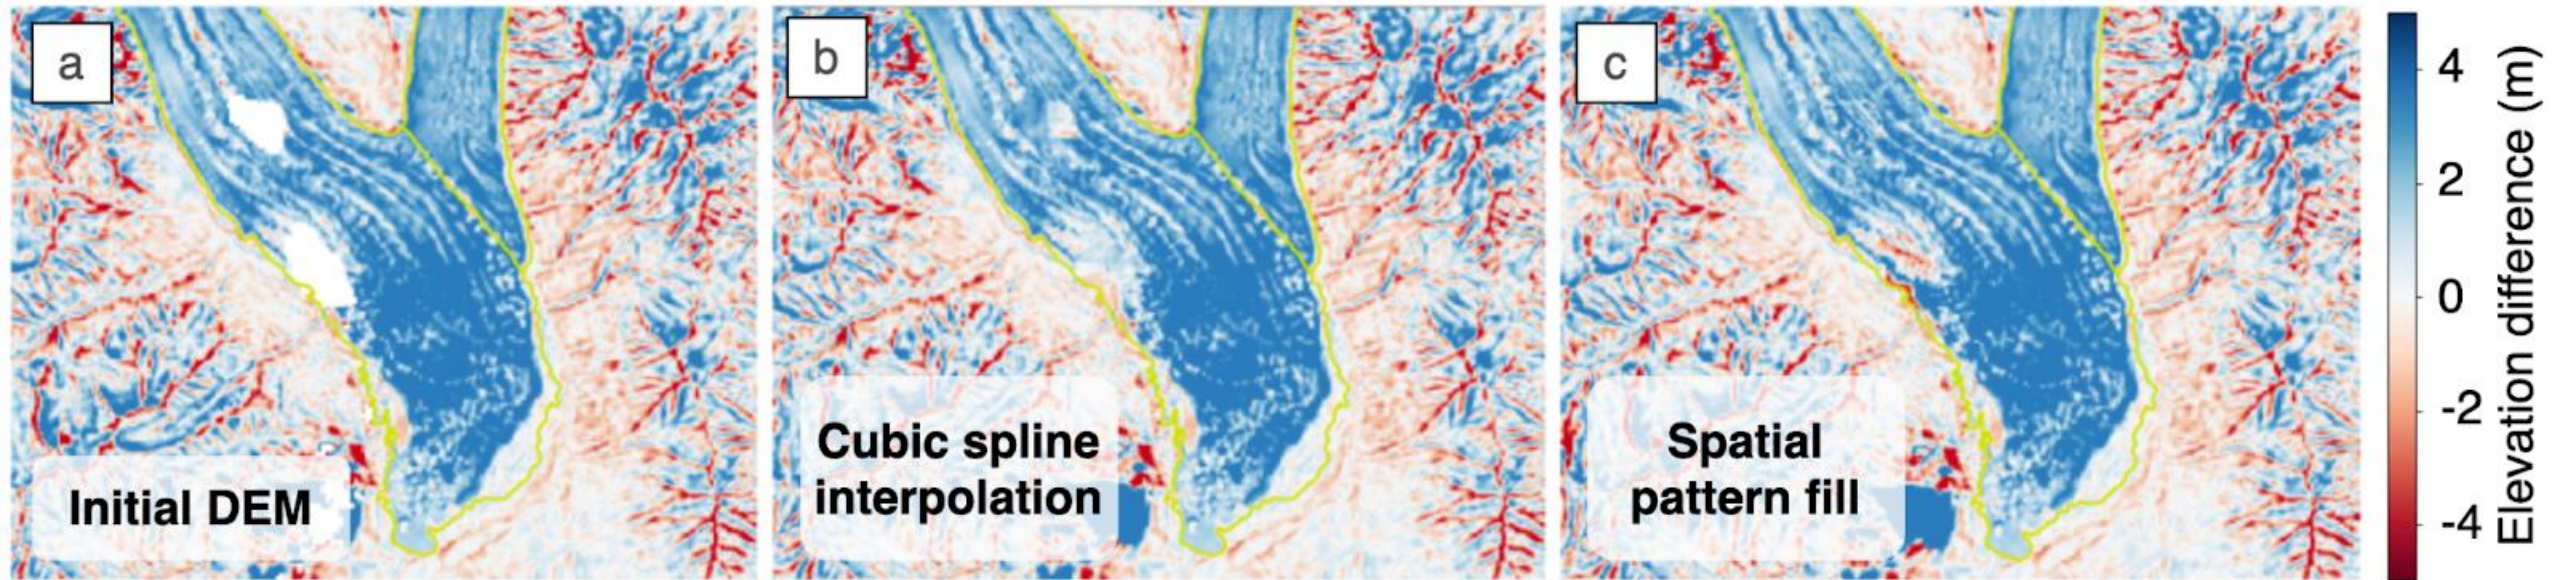 a
Initial DEM
b
Cubic spline
interpolation
c
Spatial
pattern fill
4
2
0
-2
-4
Elevation difference (m)